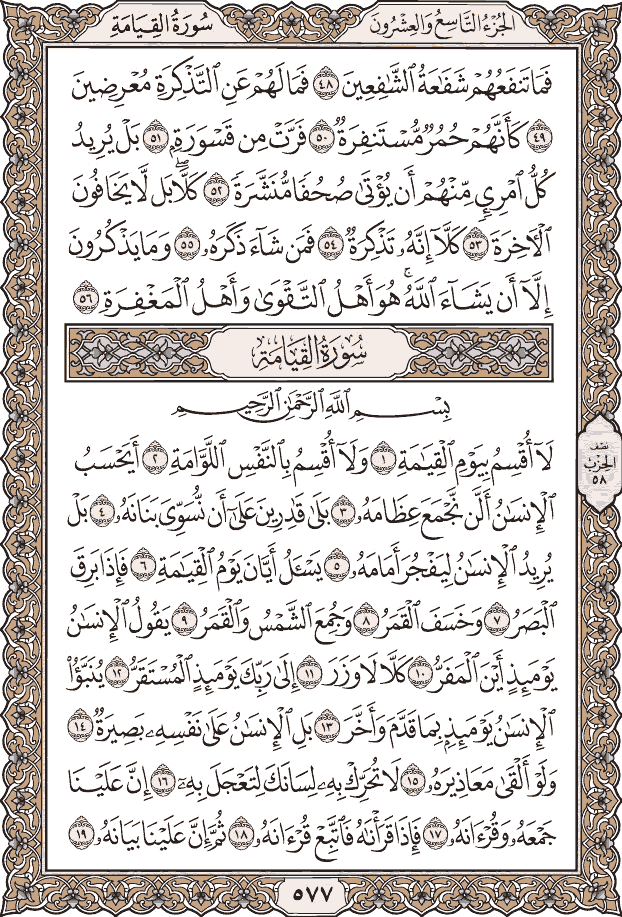 سُورَةُ القِيَامَةِ
الجُزْءُ التَّاسِعُ وَالعِشْرُونَ
فَمَا تَنفَعُهُمْ شَفَٰعَةُ ٱلشَّٰفِعِينَ ٤٨ فَمَا لَهُمْ عَنِ ٱلتَّذْكِرَةِ مُعْرِضِينَ
٤٩ كَأَنَّهُمْ حُمُرٌ مُّسْتَنفِرَةٌ ٥٠ فَرَّتْ مِن قَسْوَرَةٍۭ ٥١ بَلْ يُرِيدُ
كُلُّ ٱمْرِئٍ مِّنْهُمْ أَن يُؤْتَىٰ صُحُفًا مُّنَشَّرَةً ٥٢ كَلَّاۖ بَل لَّا يَخَافُونَ
ٱلْأٓخِرَةَ ٥٣ كَلَّآ إِنَّهُۥ تَذْكِرَةٌ ٥٤ فَمَن شَآءَ ذَكَرَهُۥ ٥٥ وَمَا يَذْكُرُونَ
إِلَّآ أَن يَشَآءَ ٱللَّهُۚ هُوَ أَهْلُ ٱلتَّقْوَىٰ وَأَهْلُ ٱلْمَغْفِرَةِ ٥٦
سُورَةُ القِيَامَةِ
بِسْمِ ٱللَّهِ ٱلرَّحْمَٰنِ ٱلرَّحِيمِ
لَآ أُقْسِمُ بِيَوْمِ ٱلْقِيَٰمَةِ ١ وَلَآ أُقْسِمُ بِٱلنَّفْسِ ٱللَّوَّامَةِ ٢ أَيَحْسَبُ
ٱلْإِنسَٰنُ أَلَّن نَّجْمَعَ عِظَامَهُۥ ٣ بَلَىٰ قَٰدِرِينَ عَلَىٰٓ أَن نُّسَوِّيَ بَنَانَهُۥ ٤ بَلْ
يُرِيدُ ٱلْإِنسَٰنُ لِيَفْجُرَ أَمَامَهُۥ ٥ يَسْـَٔلُ أَيَّانَ يَوْمُ ٱلْقِيَٰمَةِ ٦ فَإِذَا بَرِقَ
ٱلْبَصَرُ ٧ وَخَسَفَ ٱلْقَمَرُ ٨ وَجُمِعَ ٱلشَّمْسُ وَٱلْقَمَرُ ٩ يَقُولُ ٱلْإِنسَٰنُ
يَوْمَئِذٍ أَيْنَ ٱلْمَفَرُّ ١٠ كَلَّا لَا وَزَرَ ١١ إِلَىٰ رَبِّكَ يَوْمَئِذٍ ٱلْمُسْتَقَرُّ ١٢ يُنَبَّؤُا۟
ٱلْإِنسَٰنُ يَوْمَئِذٍۭ بِمَا قَدَّمَ وَأَخَّرَ ١٣ بَلِ ٱلْإِنسَٰنُ عَلَىٰ نَفْسِهِۦ بَصِيرَةٌ ١٤
وَلَوْ أَلْقَىٰ مَعَاذِيرَهُۥ ١٥ لَا تُحَرِّكْ بِهِۦ لِسَانَكَ لِتَعْجَلَ بِهِۦٓ ١٦ إِنَّ عَلَيْنَا
جَمْعَهُۥ وَقُرْءَانَهُۥ ١٧ فَإِذَا قَرَأْنَٰهُ فَٱتَّبِعْ قُرْءَانَهُۥ ١٨ ثُمَّ إِنَّ عَلَيْنَا بَيَانَهُۥ ١٩
نصف
الحزب
٥٨
٥٧٧